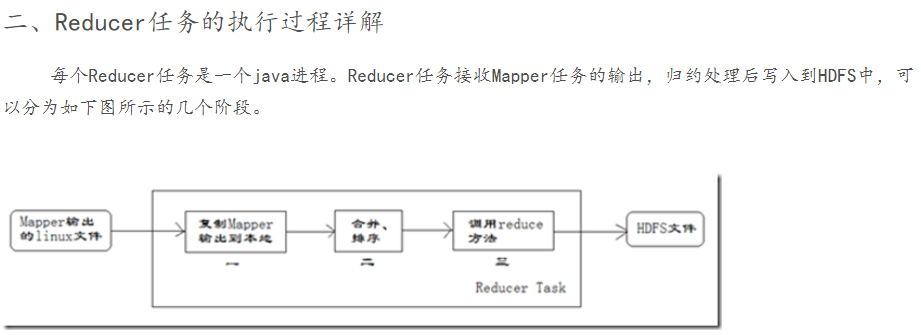 二、Reducer任务的执行过程详解
每个Reducer任务是一个java进程。Reducer任务接收Mapper任务的输出，归约处理后写入到HDFS中，可
以分为如下图所示的几个阶段。
Mapper输出
的linux文件
复制Mapper
输出到本地
一
合并、
排序
二
调用reduce
方法
三
HDFS文件
Reducer Task